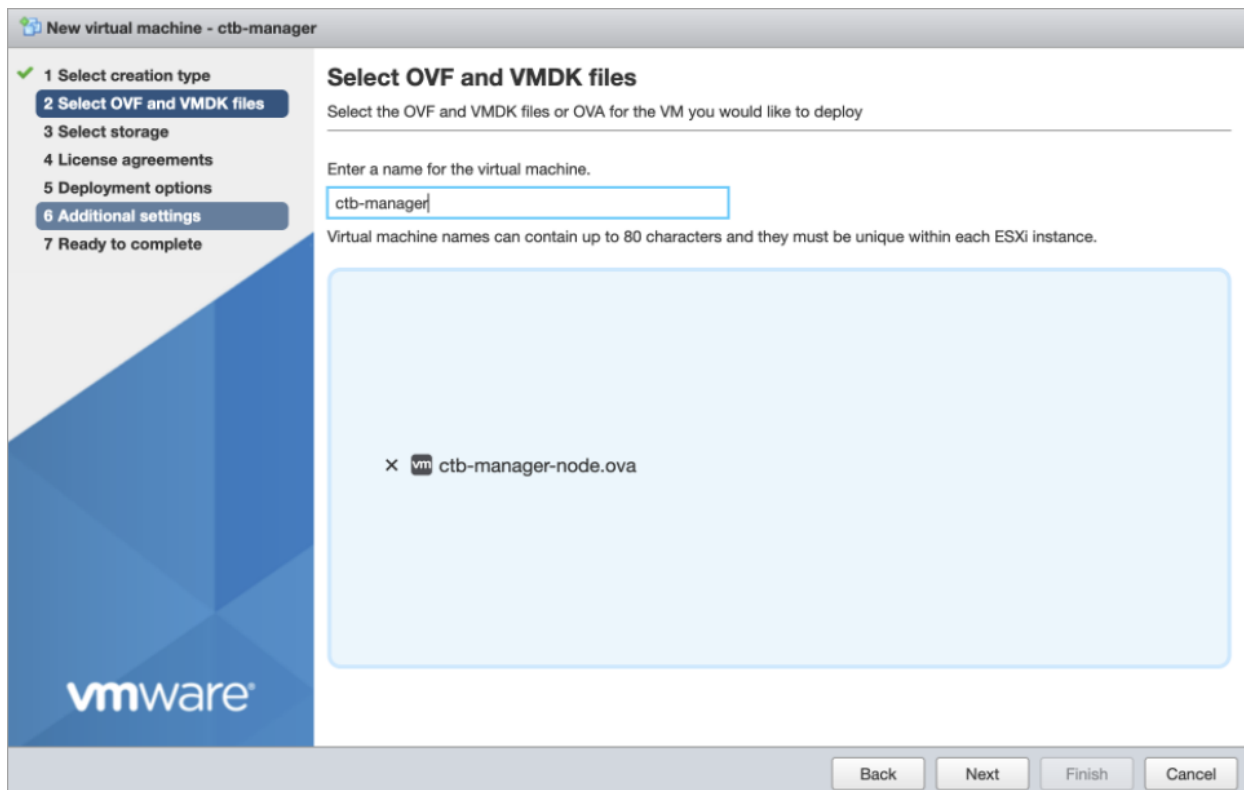 New virtual machine - ctb-manager
1 Select creation type
2 Select OVF and VMDK files
3 Select storage
4 License agreements
5 Deployment options
6 Additional settings
7 Ready to complete
vmware®
Select OVF and VMDK files
Select the OVF and VMDK files or OVA for the VM you would like to deploy
Enter a name for the virtual machine.
ctb-manager
Virtual machine names can contain up to 80 characters and they must be unique within each ESXi instance.
vm ctb-manager-node.ova
Back Next Finish Cancel